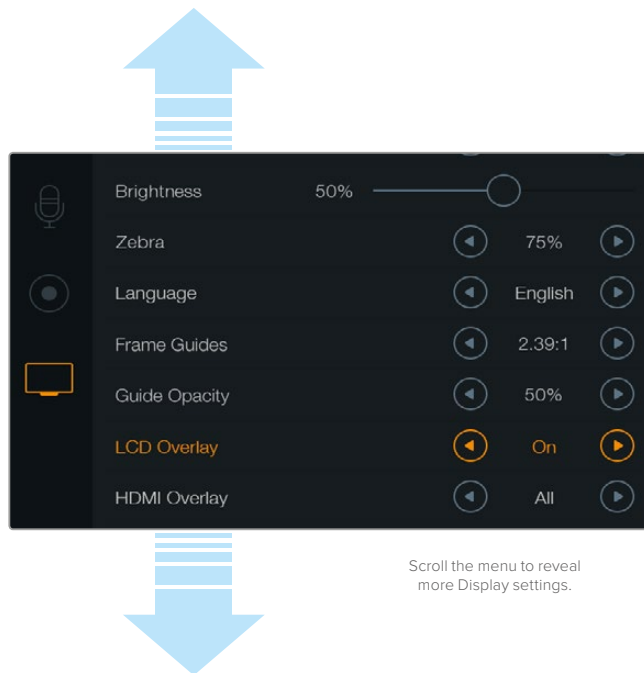 Brightness 50%
Zebra 75%
Language English
Frame Guides 2.39:1
Guide Opacity 50%
LCD Overlay On
HDMI Overlay All
Scroll the menu to reveal
more Display settings.